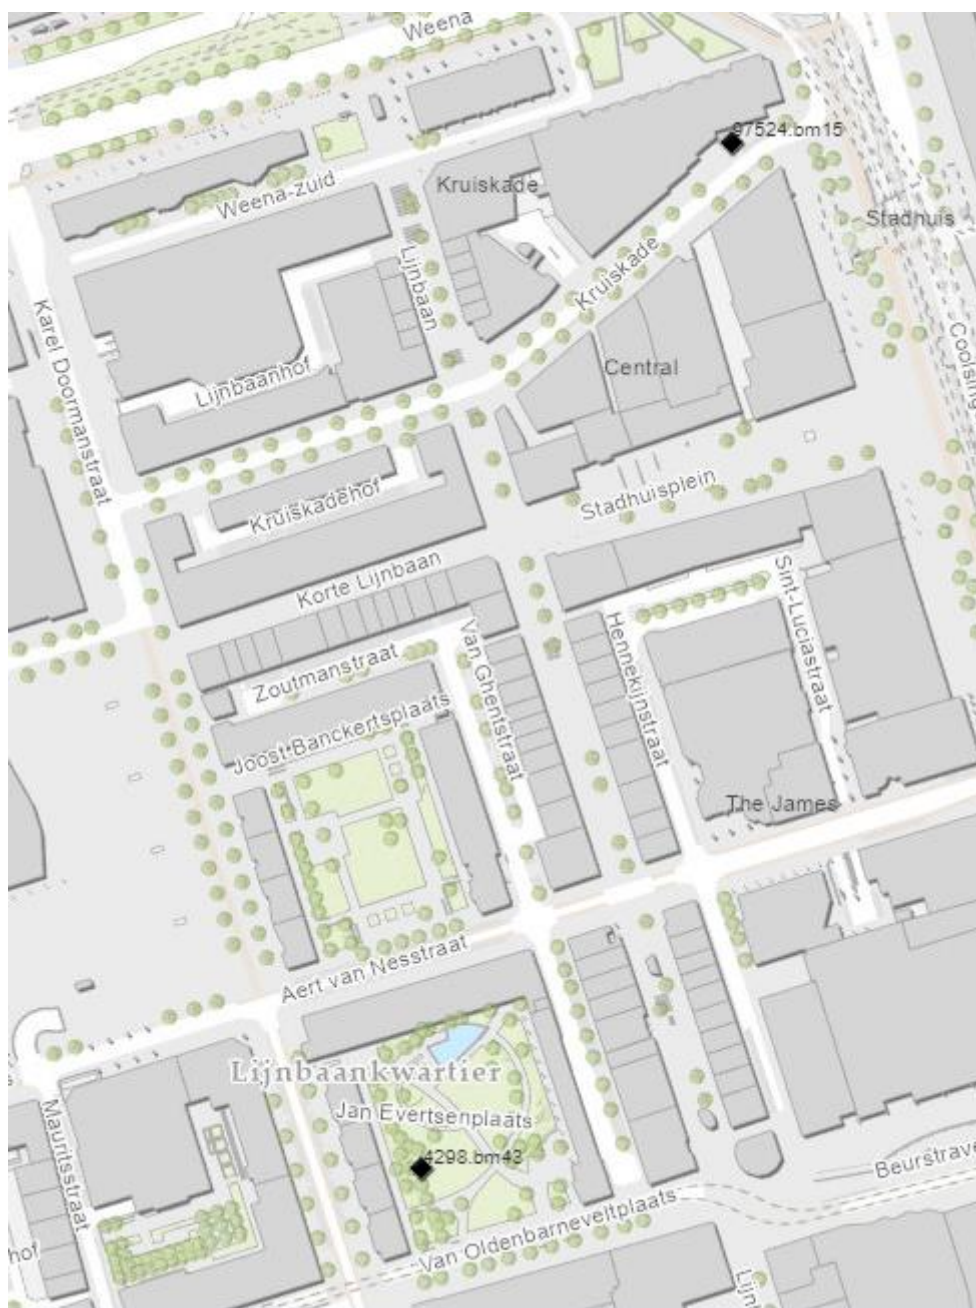 Weena
97524.bm15
Kruiskade
Weena-zuid
Stadhuis
Lijnbaan
Kruiskade
Karel Doormanstraat
Coolsing
Central
Lijnbaanhof
Stadhuisplein
Kruiskadehof
Korte Lijnbaan
Sint-Luciastraat
Van Ghentstraat
Hennekijnstraat
Zoutmanstraat
Joost Banckertsplaats
The James
Aert van Nesstraat
Lijnbaankwartier
Jan Evertsenplaats
Mauritsstraat
4298.bm43
Beurstrave
Van Oldenbarneveltplaats
hof
Lijn